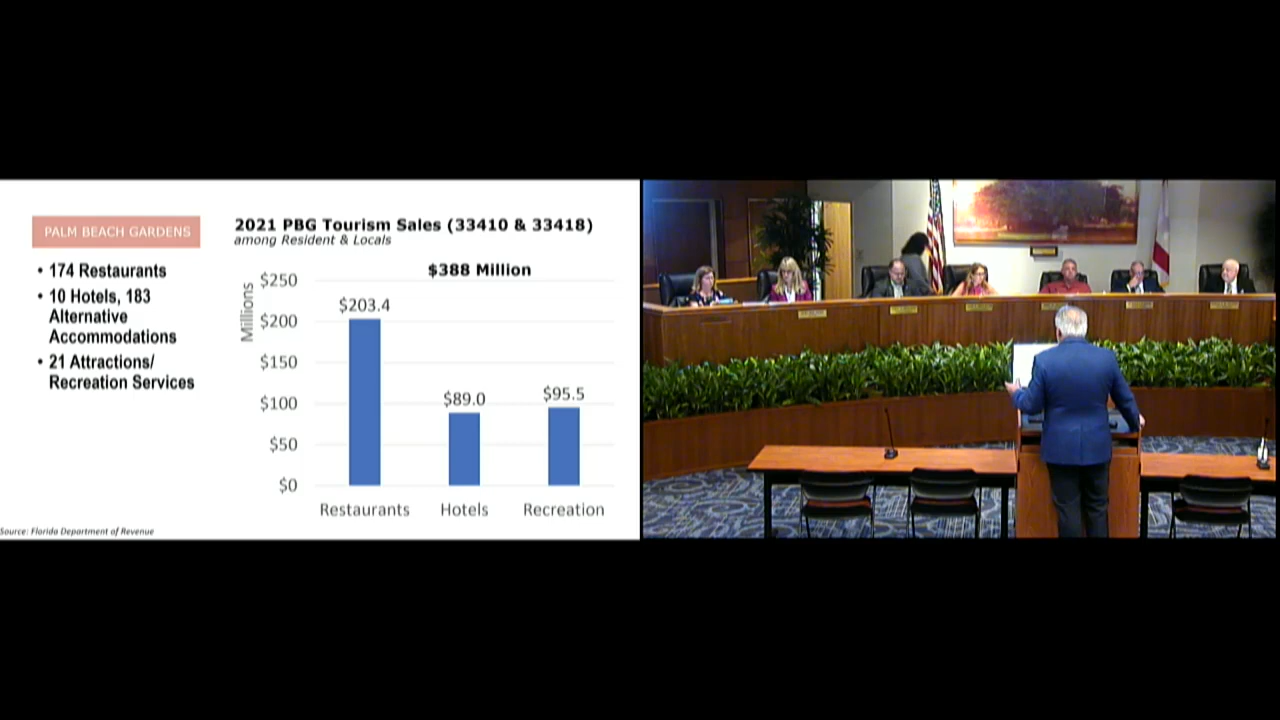 PALM BEACH GARDENS
• 174 Restaurants
• 10 Hotels, 183
Alternative
Accommodations
• 21 Attractions/
Recreation Services
2021 PBG Tourism Sales (33410 & 33418)
among Resident & Locals
$388 Million
Millions
$250
$200
$150
$100
$50
$0
$203.4
$89.0
$95.5
Restaurants
Hotels
Recreation
Source: Florida Department of Revenue